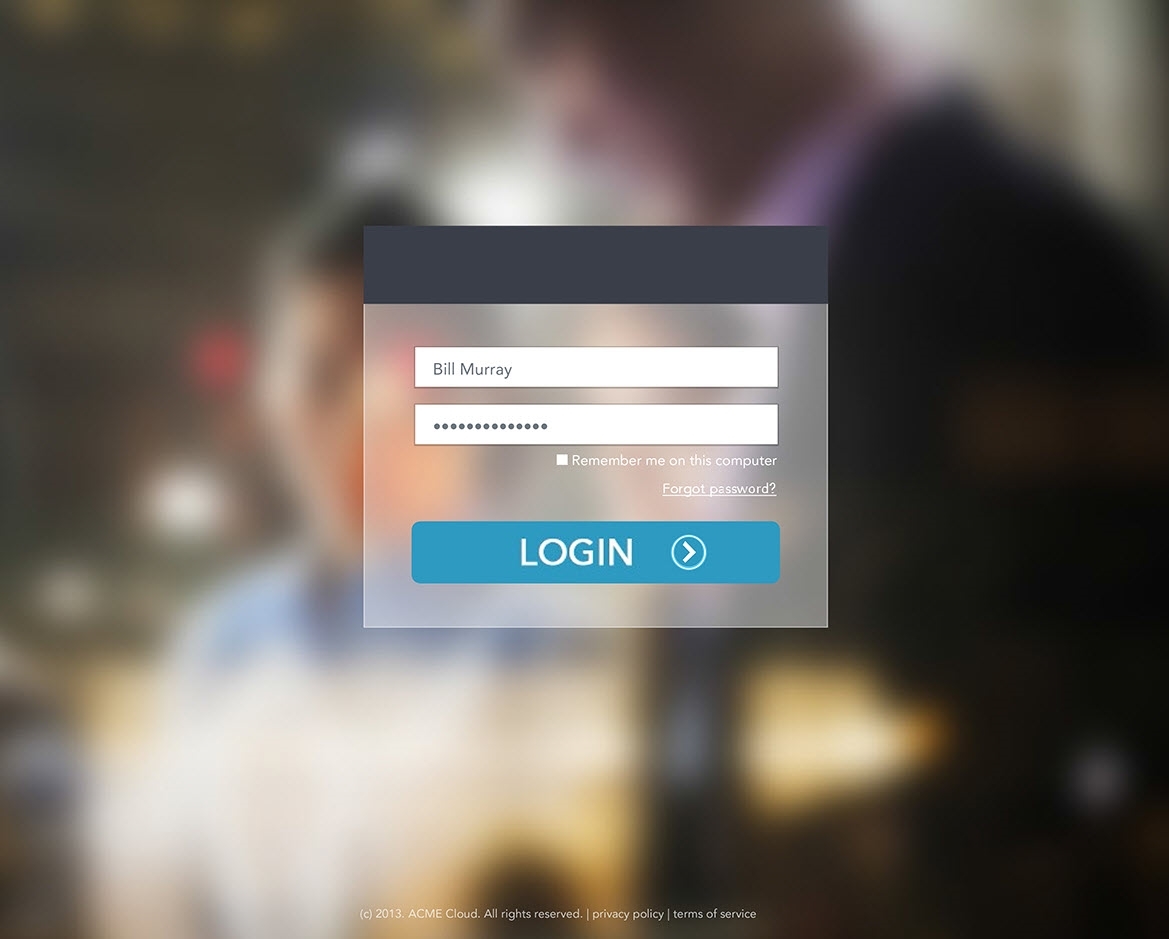 Bill Murray
••••••••••••••
Remember me on this computer
Forgot password?
LOGIN
(c) 2013. ACME Cloud. All rights reserved. | privacy policy | terms of service